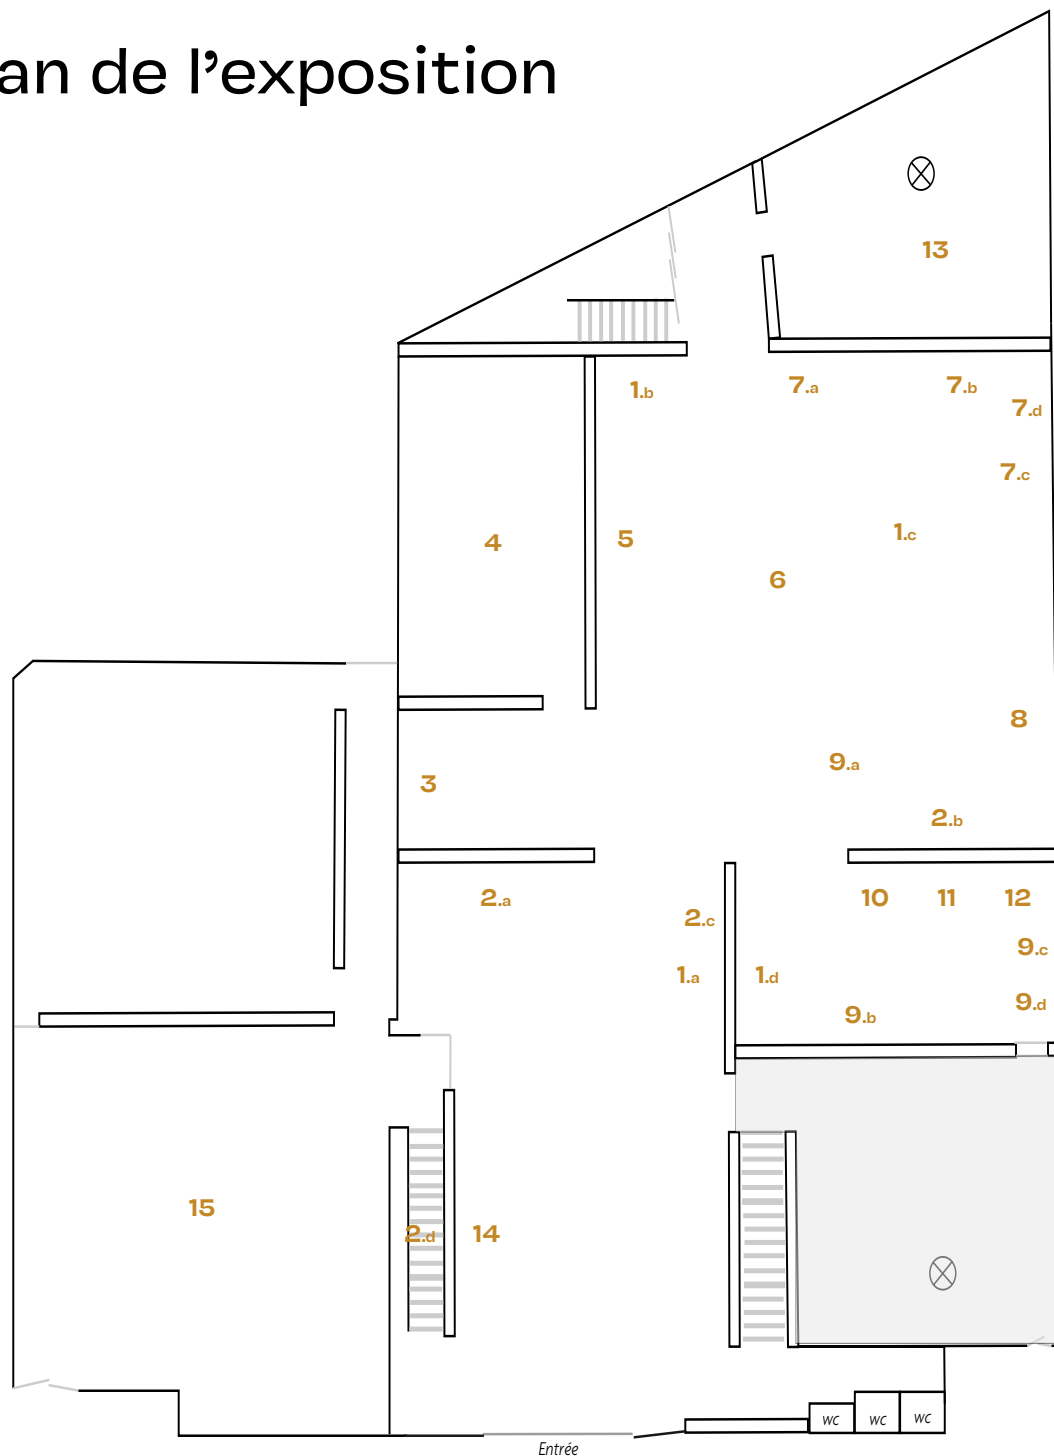 an de l’exposition
13
1.b
7.a
7.b
7.d
7.c
1.c
4
5
6
8
9.a
3
2.b
2.a
10
11
12
2.c
9.c
1.a
1.d
9.d
9.b
15
2.d
14
WC
WC
WC
Entrée